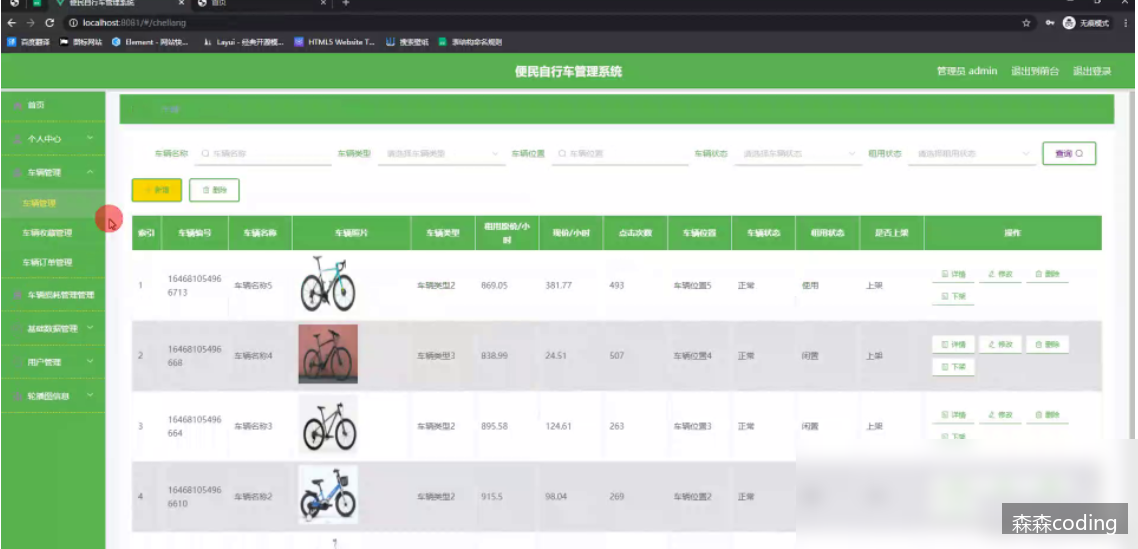 便民自行车管理系统
首页
localhost:8081/#/cheliang
无痕模式
百度翻译
图标网站
Element - 网站快...
Layui - 经典开源模...
HTML5 Website T...
搜索壁纸
便民自行车管理系统
管理员 admin
退出到前台
退出登录
首页
个人中心
车辆管理
车辆管理
车辆收藏管理
车辆订单管理
车辆损耗管理管理
基础数据管理
用户管理
轮播图信息
车辆名称
车辆名称
车辆类型
请选择车辆类型
车辆位置
车辆位置
车辆状态
请选择车辆状态
租用状态
请选择租用状态
查询
新增
删除
索引 车辆编号 车辆名称 车辆照片 车辆类型 租用原价/小时 现价/小时 点击次数 车辆位置 车辆状态 租用状态 是否上架 操作
1 164681054966713 车辆名称5 车辆类型2 869.05 381.77 493 车辆位置5 正常 使用 上架 详情 修改 删除
下架
2 16468105496668 车辆名称4 车辆类型3 838.99 24.51 507 车辆位置4 正常 闲置 上架 详情 修改 删除
下架
3 16468105496664 车辆名称3 车辆类型2 895.58 124.61 263 车辆位置3 正常 闲置 上架 详情 修改 删除
下架
4 164681054966610 车辆名称2 车辆类型2 915.5 98.04 269 车辆位置2 正常
森森coding